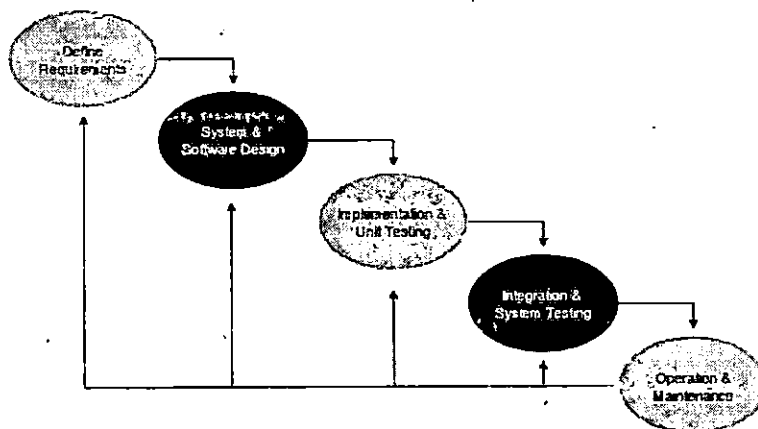 Define
Requirements
System &
Software Design
Implementation &
Unit Testing
Integration &
System Testing
Operation &
Maintenance